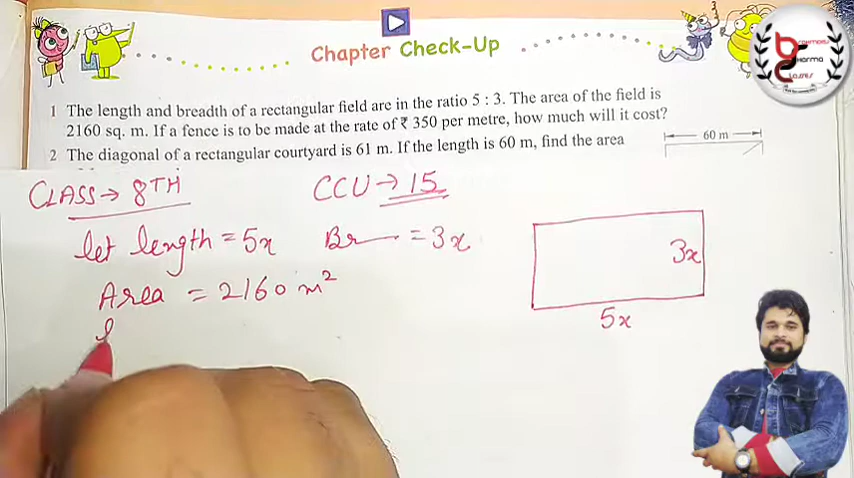 Chapter Check-Up
1 The length and breadth of a rectangular field are in the ratio 5 : 3. The area of the field is
2160 sq. m. If a fence is to be made at the rate of ₹ 350 per metre, how much will it cost?
2 The diagonal of a rectangular courtyard is 61 m. If the length is 60 m, find the area
60 m
CLASS → 8TH CCU → 15
let length = 5x Br = 3x
3x
Area = 2160 m²
5x
l